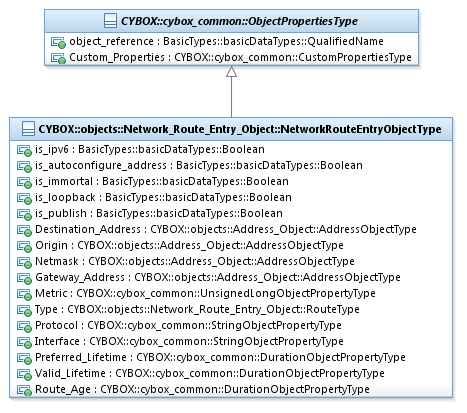 CYBOX::cybox_common::ObjectPropertiesType
object_reference : BasicTypes::basicDataTypes::QualifiedName
Custom_Properties : CYBOX::cybox_common::CustomPropertiesType
CYBOX::objects::Network_Route_Entry_Object::NetworkRouteEntryObjectType
is_ipv6 : BasicTypes::basicDataTypes::Boolean
is_autoconfigure_address : BasicTypes::basicDataTypes::Boolean
is_immortal : BasicTypes::basicDataTypes::Boolean
is_loopback : BasicTypes::basicDataTypes::Boolean
is_publish : BasicTypes::basicDataTypes::Boolean
Destination_Address : CYBOX::objects::Address_Object::AddressObjectType
Origin : CYBOX::objects::Address_Object::AddressObjectType
Netmask : CYBOX::objects::Address_Object::AddressObjectType
Gateway_Address : CYBOX::objects::Address_Object::AddressObjectType
Metric : CYBOX::cybox_common::UnsignedLongObjectPropertyType
Type : CYBOX::objects::Network_Route_Entry_Object::RouteType
Protocol : CYBOX::cybox_common::StringObjectPropertyType
Interface : CYBOX::cybox_common::StringObjectPropertyType
Preferred_Lifetime : CYBOX::cybox_common::DurationObjectPropertyType
Valid_Lifetime : CYBOX::cybox_common::DurationObjectPropertyType
Route_Age : CYBOX::cybox_common::DurationObjectPropertyType